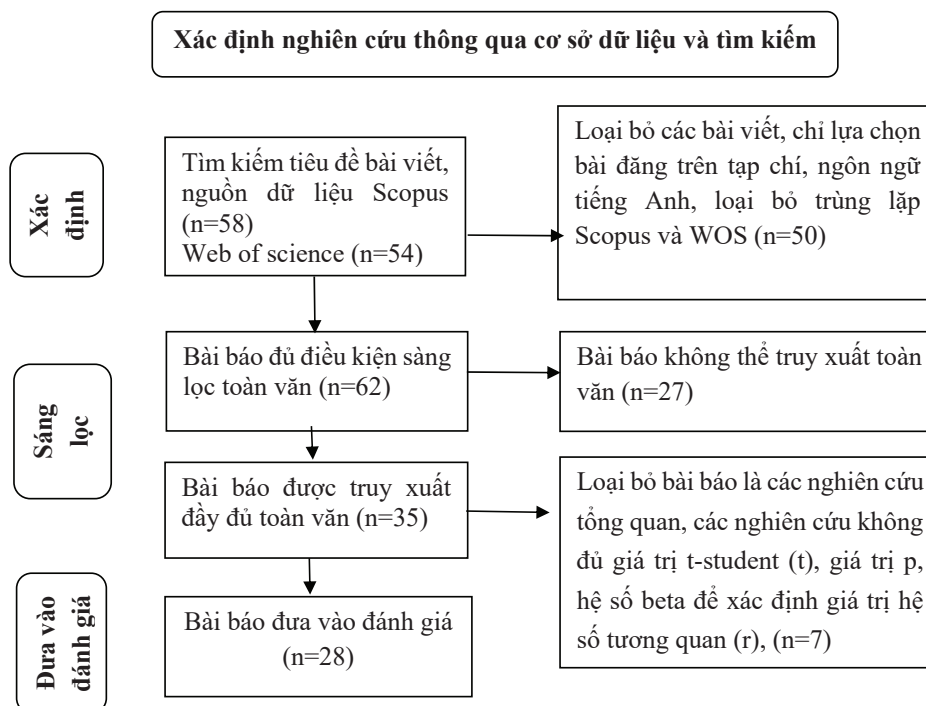 Xác định nghiên cứu thông qua cơ sở dữ liệu và tìm kiếm
Xác
định
Tìm kiếm tiêu đề bài viết,
nguồn dữ liệu Scopus
(n=58)
Web of science (n=54)
Loại bỏ các bài viết, chỉ lựa chọn
bài đăng trên tạp chí, ngôn ngữ
tiếng Anh, loại bỏ trùng lặp
Scopus và WOS (n=50)
Sáng
lọc
Bài báo đủ điều kiện sàng
lọc toàn văn (n=62)
Bài báo không thể truy xuất toàn
văn (n=27)
Bài báo được truy xuất
đầy đủ toàn văn (n=35)
Loại bỏ bài báo là các nghiên cứu
tổng quan, các nghiên cứu không
đủ giá trị t-student (t), giá trị p,
hệ số beta để xác định giá trị hệ
số tương quan (r), (n=7)
Đưa vào
đánh giá
Bài báo đưa vào đánh giá
(n=28)